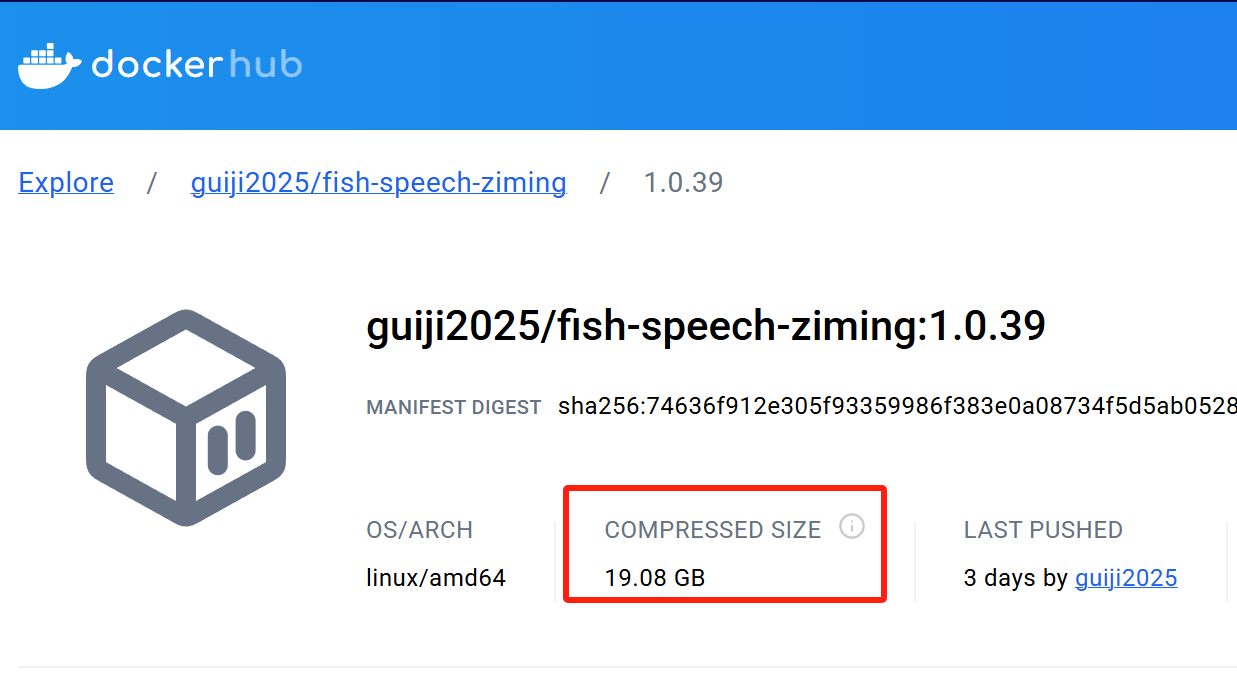 dockerhub
Explore / guiji2025/fish-speech-ziming / 1.0.39
guiji2025/fish-speech-ziming:1.0.39
MANIFEST DIGEST sha256:74636f912e305f93359986f383e0a08734f5d5ab0528
OS/ARCH COMPRESSED SIZE LAST PUSHED
linux/amd64 19.08 GB 3 days by guiji2025